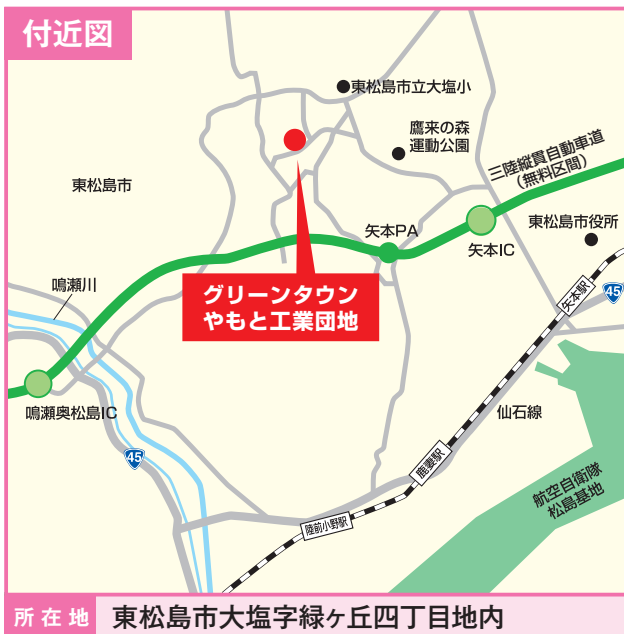 付近図
東松島市立大塩小
鷹来の森
運動公園
三陸縦貫自動車道
(無料区間)
東松島市
矢本PA
矢本IC
東松島市役所
鳴瀬川
グリーンタウン
やもと工業団地
矢本駅
45
鳴瀬奥松島IC
仙石線
45
鹿妻駅
航空自衛隊
松島基地
陸前小野駅
所在地 東松島市大塩字緑ヶ丘四丁目地内